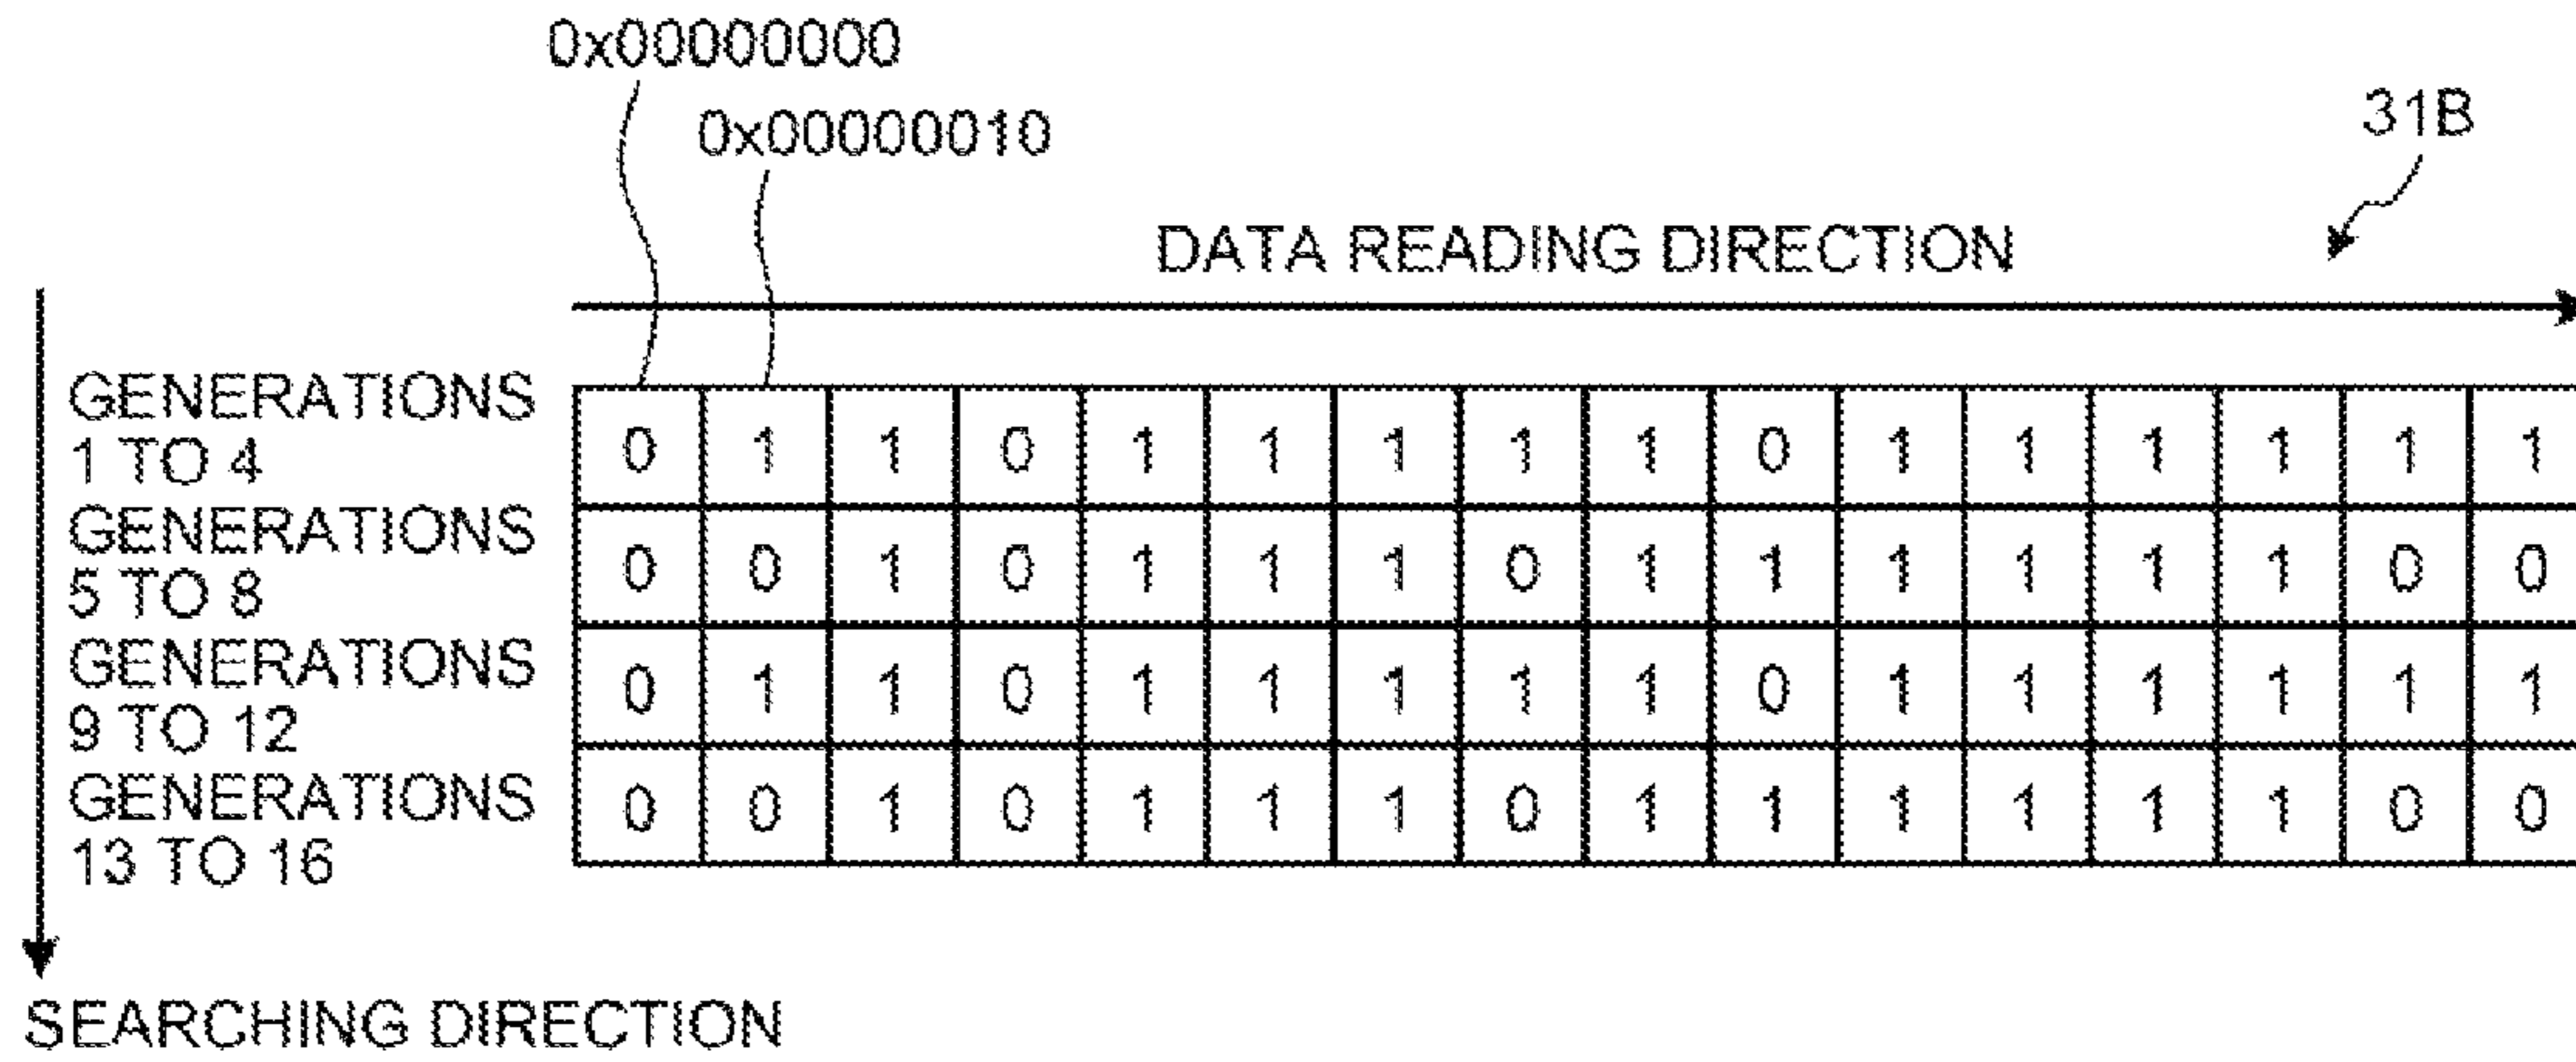 0x00000000
0x00000010
31B
DATA READING DIRECTION
GENERATIONS
1 TO 4
0 1 1 0 1 1 1 1 1 0 1 1 1 1 1 1
GENERATIONS
5 TO 8
0 0 1 0 1 1 1 0 1 1 1 1 1 1 0 0
GENERATIONS
9 TO 12
0 1 1 0 1 1 1 1 1 0 1 1 1 1 1 1
GENERATIONS
13 TO 16
0 0 1 0 1 1 1 0 1 1 1 1 1 1 0 0
SEARCHING DIRECTION